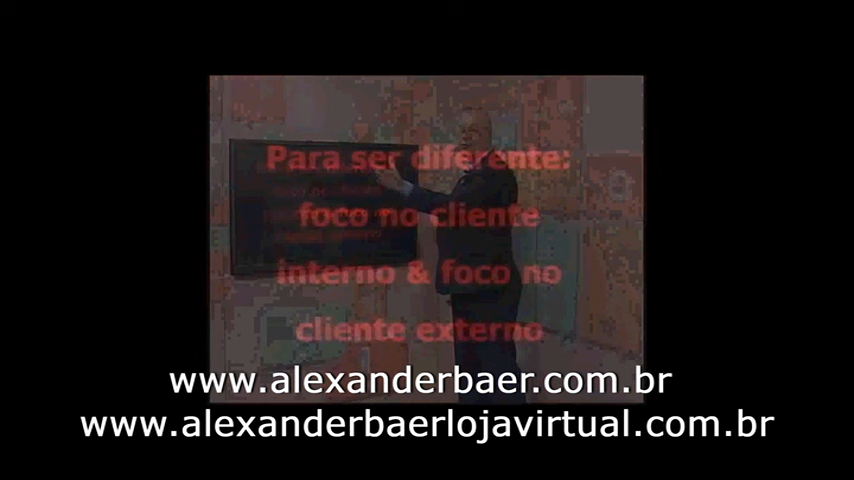 Para ser diferente:
foco no cliente
interno & foco no
cliente externo
www.alexanderbaer.com.br
www.alexanderbaerlojavirtual.com.br